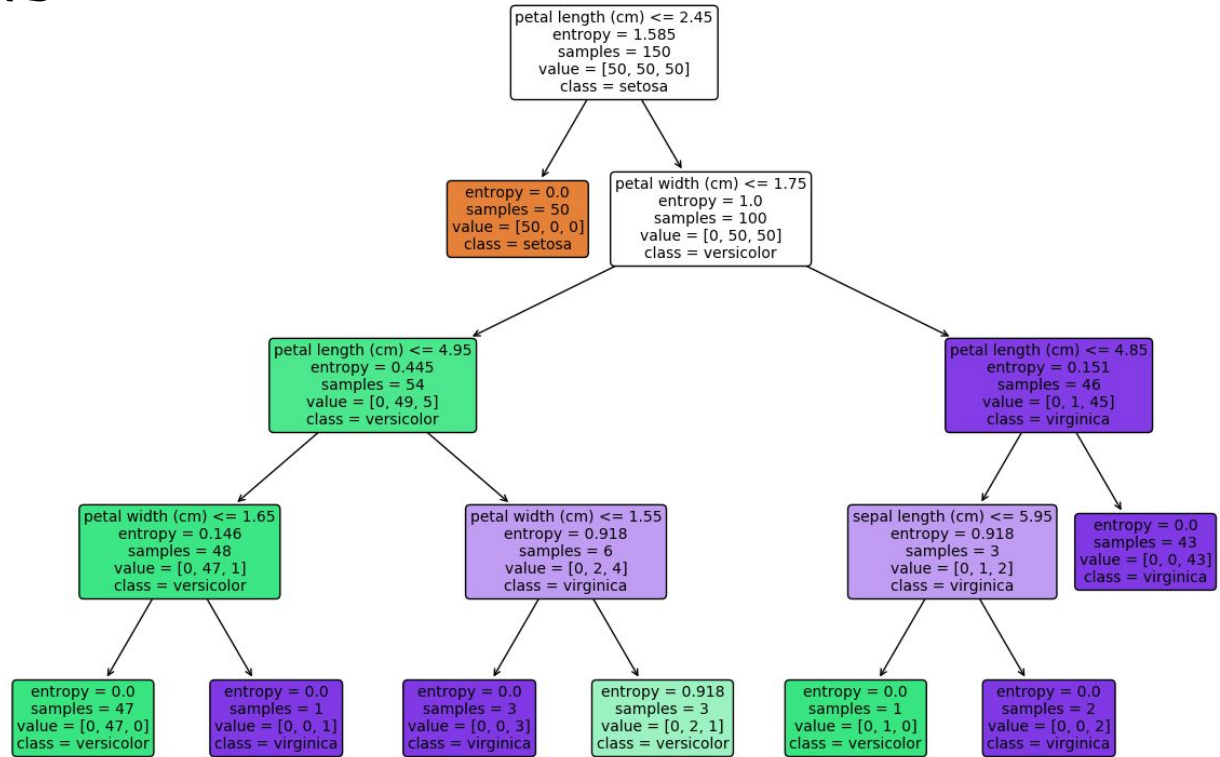 petal length (cm) <= 2.45
entropy = 1.585
samples = 150
value = [50, 50, 50]
class = setosa
entropy = 0.0
samples = 50
value = [50, 0, 0]
class = setosa
petal width (cm) <= 1.75
entropy = 1.0
samples = 100
value = [0, 50, 50]
class = versicolor
petal length (cm) <= 4.95
entropy = 0.445
samples = 54
value = [0, 49, 5]
class = versicolor
petal length (cm) <= 4.85
entropy = 0.151
samples = 46
value = [0, 1, 45]
class = virginica
petal width (cm) <= 1.65
entropy = 0.146
samples = 48
value = [0, 47, 1]
class = versicolor
petal width (cm) <= 1.55
entropy = 0.918
samples = 6
value = [0, 2, 4]
class = virginica
sepal length (cm) <= 5.95
entropy = 0.918
samples = 3
value = [0, 1, 2]
class = virginica
entropy = 0.0
samples = 43
value = [0, 0, 43]
class = virginica
entropy = 0.0
samples = 47
value = [0, 47, 0]
class = versicolor
entropy = 0.0
samples = 1
value = [0, 0, 1]
class = virginica
entropy = 0.0
samples = 3
value = [0, 0, 3]
class = virginica
entropy = 0.918
samples = 3
value = [0, 2, 1]
class = versicolor
entropy = 0.0
samples = 1
value = [0, 1, 0]
class = versicolor
entropy = 0.0
samples = 2
value = [0, 0, 2]
class = virginica